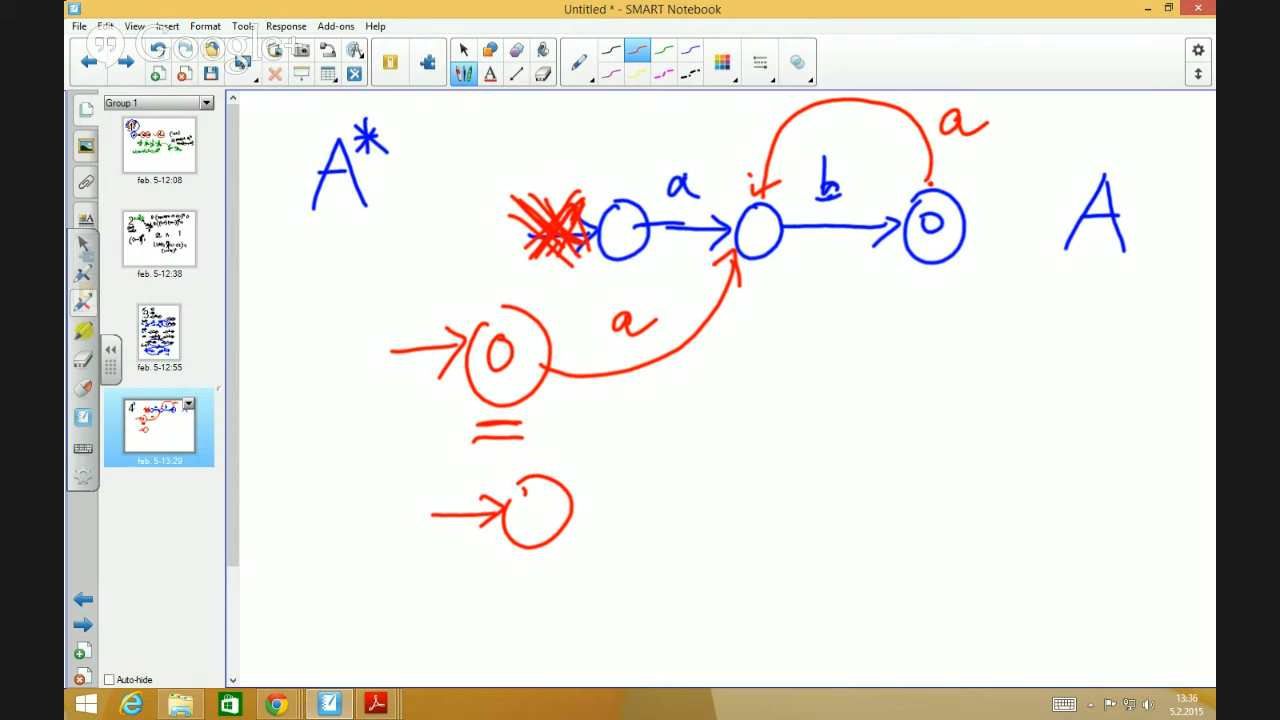 Untitled * - SMART Notebook
File Edit View Insert Format Tools Response Add-ons Help
Google+
Group 1
feb. 5-12:08
feb. 5-12:38
feb. 5-12:55
feb. 5-13:29
Auto-hide
A*
a
b
a
A
a
13:36
5.2.2015